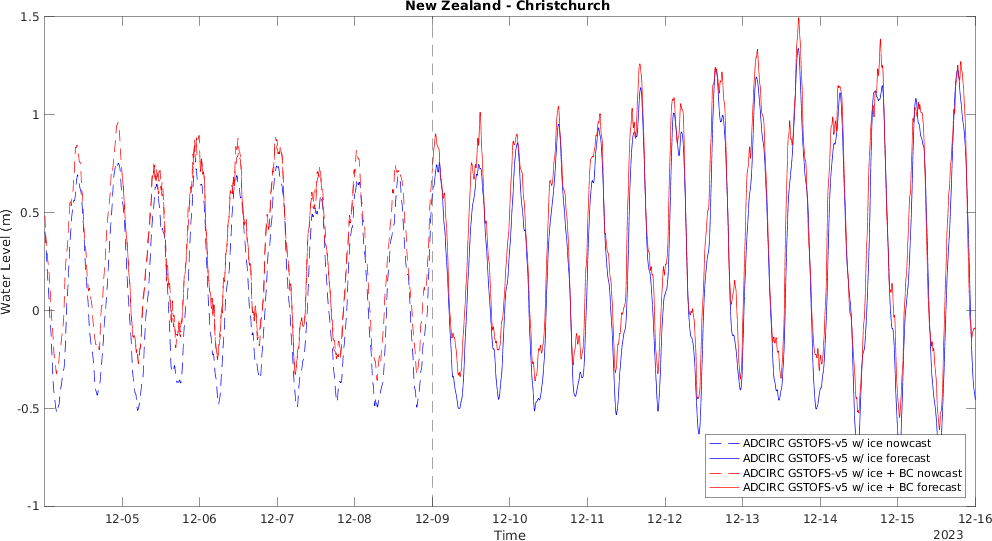 New Zealand - Christchurch
Water Level (m)
1.5
1
0.5
0
-0.5
-1
ADCIRC GSTOFS-v5 w/ ice nowcast
ADCIRC GSTOFS-v5 w/ ice forecast
ADCIRC GSTOFS-v5 w/ ice + BC nowcast
ADCIRC GSTOFS-v5 w/ ice + BC forecast
12-05 12-06 12-07 12-08 12-09 12-10 12-11 12-12 12-13 12-14 12-15 12-16
Time
2023